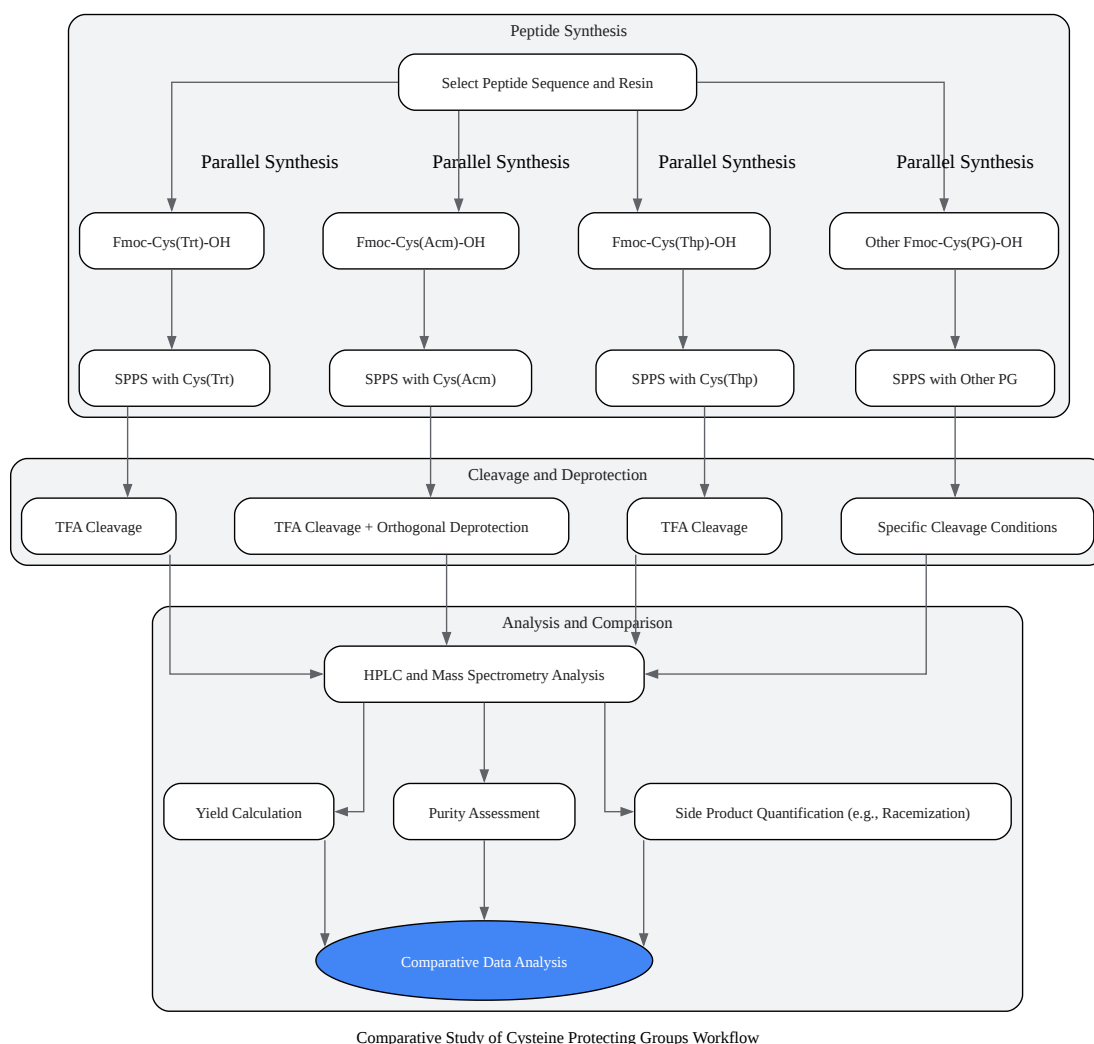 Peptide Synthesis
Select Peptide Sequence and Resin
Parallel Synthesis
Parallel Synthesis
Parallel Synthesis
Parallel Synthesis
Fmoc-Cys(Trt)-OH
Fmoc-Cys(Acm)-OH
Fmoc-Cys(Thp)-OH
Other Fmoc-Cys(PG)-OH
SPPS with Cys(Trt)
SPPS with Cys(Acm)
SPPS with Cys(Thp)
SPPS with Other PG
Cleavage and Deprotection
TFA Cleavage
TFA Cleavage + Orthogonal Deprotection
TFA Cleavage
Specific Cleavage Conditions
Analysis and Comparison
HPLC and Mass Spectrometry Analysis
Yield Calculation
Purity Assessment
Side Product Quantification (e.g., Racemization)
Comparative Data Analysis
Comparative Study of Cysteine Protecting Groups Workflow